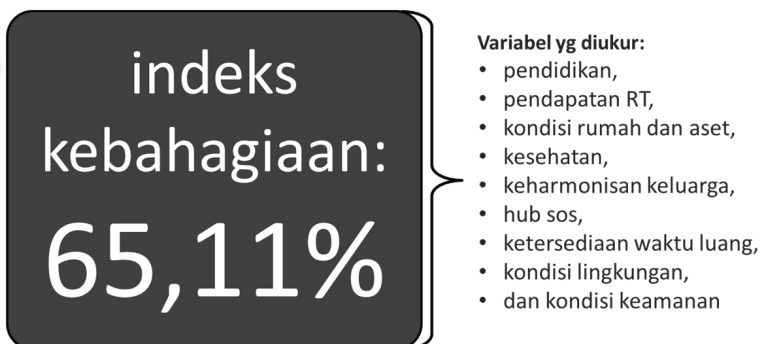 indeks
kebahagiaan:
65,11%
Variabel yg diukur:
• pendidikan,
• pendapatan RT,
• kondisi rumah dan aset,
• kesehatan,
• keharmonisan keluarga,
• hub sos,
• ketersediaan waktu luang,
• kondisi lingkungan,
• dan kondisi keamanan